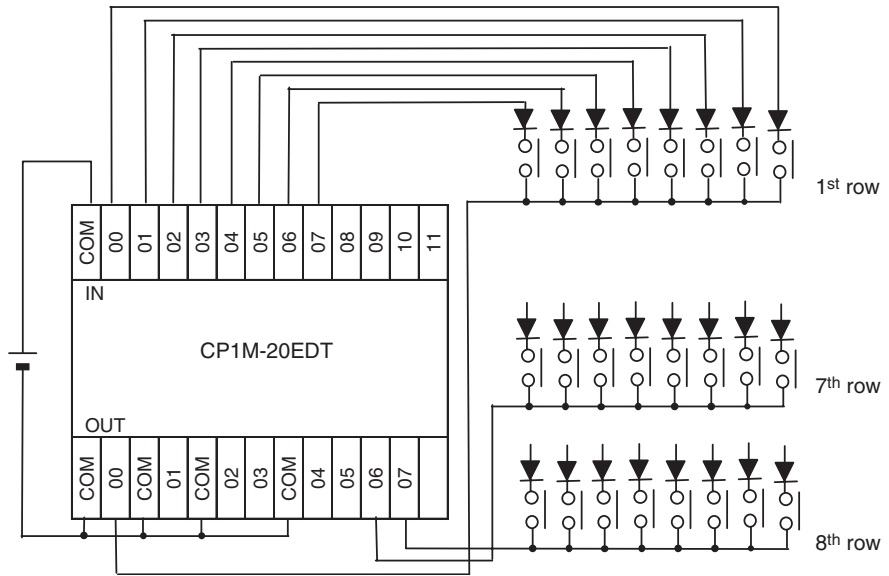 1st row
COM 00 01 02 03 04 05 06 07 08 09 10 11
IN
CP1M-20EDT
7th row
OUT
COM 00 COM 01 COM 02 03 COM 04 05 06 07
8th row